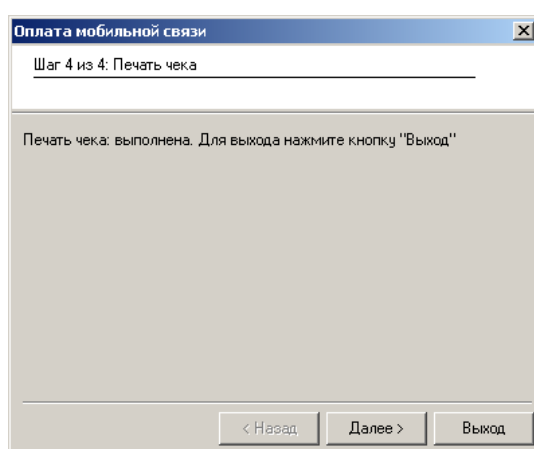 Оплата мобильной связи
Шаг 4 из 4: Печать чека
Печать чека: выполнена. Для выхода нажмите кнопку "Выход"
< Назад
Далее >
Выход